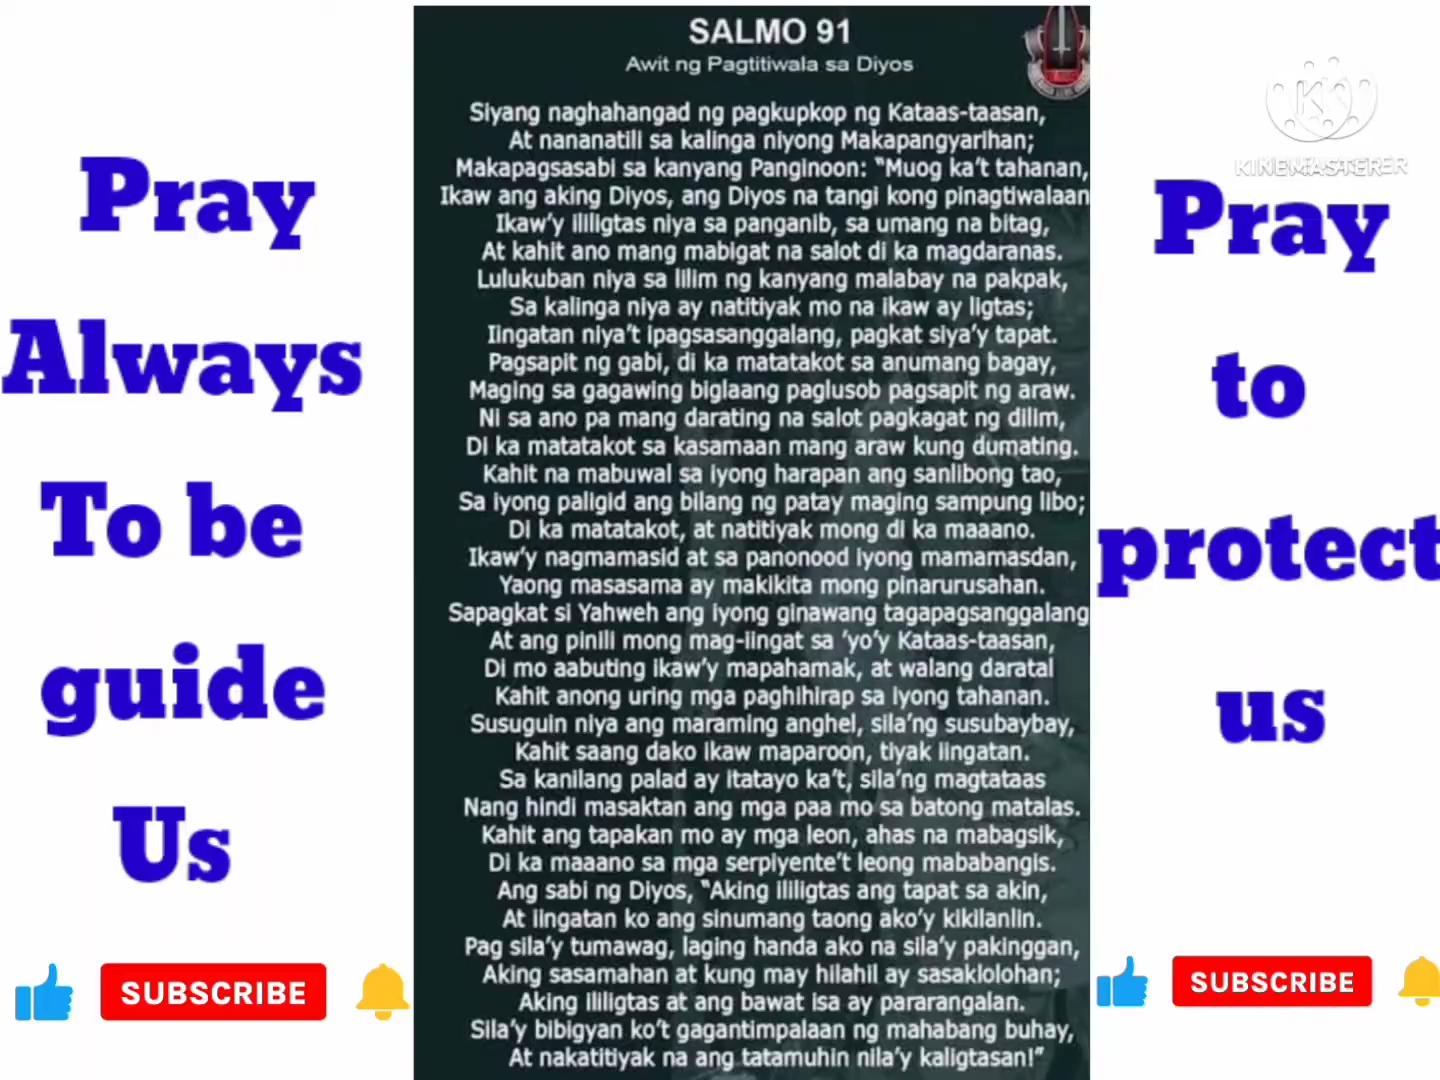 SALMO 91
Awit ng Pagtitiwala sa Diyos
Siyang naghahangad ng pagkupkop ng Kataas-taasan,
At nananatili sa kalinga niyong Makapangyarihan;
Makapagsasabi sa kanyang Panginoon: “Muog ka’t tahanan,
Ikaw ang aking Diyos, ang Diyos na tangi kong pinagtiwalaan
Ikaw’y ililigtas niya sa panganib, sa umang na bitag,
At kahit ano mang mabigat na salot di ka magdaranas.
Lulukuban niya sa lilim ng kanyang malabay na pakpak,
Sa kalinga niya ay natitiyak mo na ikaw ay ligtas;
Iingatan niya’t ipagsasanggalang, pagkat siya’y tapat.
Pagsapit ng gabi, di ka matatakot sa anumang bagay,
Maging sa gagawing biglaang paglusob pagsapit ng araw.
Ni sa ano pa mang darating na salot pagkagat ng dilim,
Di ka matatakot sa kasamaan mang araw kung dumating.
Kahit na mabuwal sa iyong harapan ang sanlibong tao,
Sa iyong paligid ang bilang ng patay maging sampung libo;
Di ka matatakot, at natitiyak mong di ka maaano.
Ikaw’y nagmamasid at sa panonood iyong mamamasdan,
Yaong masasama ay makikita mong pinarurusahan.
Sapagkat si Yahweh ang iyong ginawang tagapagsanggalang
At ang pinili mong mag-iingat sa ’yo’y Kataas-taasan,
Di mo aabuting ikaw’y mapahamak, at walang daratal
Kahit anong uring mga paghihirap sa iyong tahanan.
Susuguin niya ang maraming anghel, sila’ng susubaybay,
Kahit saang dako ikaw maparoon, tiyak iingatan.
Sa kanilang palad ay itatayo ka’t, sila’ng magtataas
Nang hindi masaktan ang mga paa mo sa batong matalas.
Kahit ang tapakan mo ay mga leon, ahas na mabagsik,
Di ka maaano sa mga serpiyente’t leong mababangis.
Ang sabi ng Diyos, “Aking ililigtas ang tapat sa akin,
At iingatan ko ang sinumang taong ako’y kikilanlin.
Pag sila’y tumawag, laging handa ako na sila’y pakinggan,
Aking sasamahan at kung may hilahil ay sasaklolohan;
Aking ililigtas at ang bawat isa ay pararangalan.
Sila’y bibigyan ko’t gagantimpalaan ng mahabang buhay,
At nakatitiyak na ang tatamuhin nila’y kaligtasan!”
Pray
Always
To be
guide
Us
SUBSCRIBE
KINEMASTER
Pray
to
protect
us
SUBSCRIBE